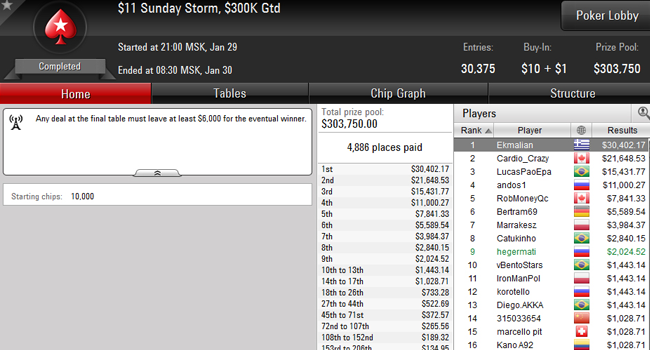 $11 Sunday Storm, $300K Gtd
Poker Lobby
Started at 21:00 MSK, Jan 29
Entries: Buy-In: Prize Pool:
Completed
Ended at 08:30 MSK, Jan 30
30,375 $10 + $1 $303,750
Home Tables Chip Graph Structure
Any deal at the final table must leave at least $6,000 for the eventual winner.
Starting chips: 10,000
Total prize pool:
$303,750.00
4,886 places paid
1st $30,402.17
2nd $21,648.53
3rd $15,431.77
4th $11,000.27
5th $7,841.33
6th $5,589.54
7th $3,984.37
8th $2,840.15
9th $2,024.52
10th to 13th $1,443.14
14th to 17th $1,028.71
18th to 26th $733.28
27th to 44th $522.69
45th to 71st $372.57
72nd to 107th $265.56
108th to 152nd $189.32
153rd to 206th $134.95
Players
Rank Player Results
1 Ekmalian $30,402.17
2 Cardio_Crazy $21,648.53
3 LucasPaoEpa $15,431.77
4 andos1 $11,000.27
5 RobMoneyQc $7,841.33
6 Bertram69 $5,589.54
7 Marrakesz $3,984.37
8 Catukinho $2,840.15
9 hegermati $2,024.52
10 vBentoStars $1,443.14
11 IronManPol $1,443.14
12 korotello $1,443.14
13 Diego.AKKA $1,443.14
14 315033654 $1,028.71
15 marcello pit $1,028.71
16 Kano A92 $1,028.71